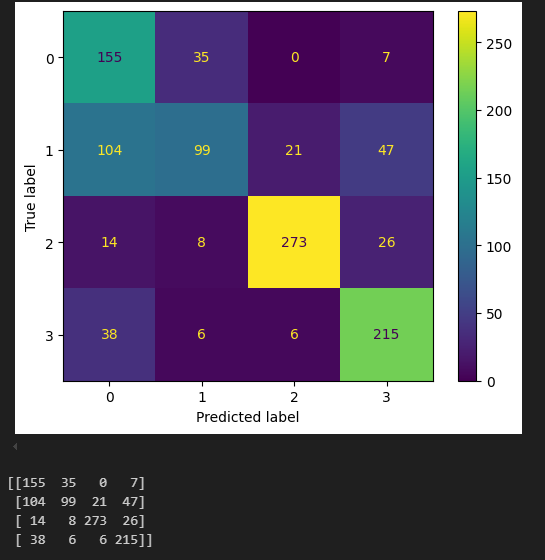 250
0 155 35 0 7
200
1 104 99 21 47
150
True label
100
2 14 8 273 26
50
3 38 6 6 215
0
0 1 2 3
Predicted label
[[155 35 0 7]
[104 99 21 47]
[ 14 8 273 26]
[ 38 6 6 215]]